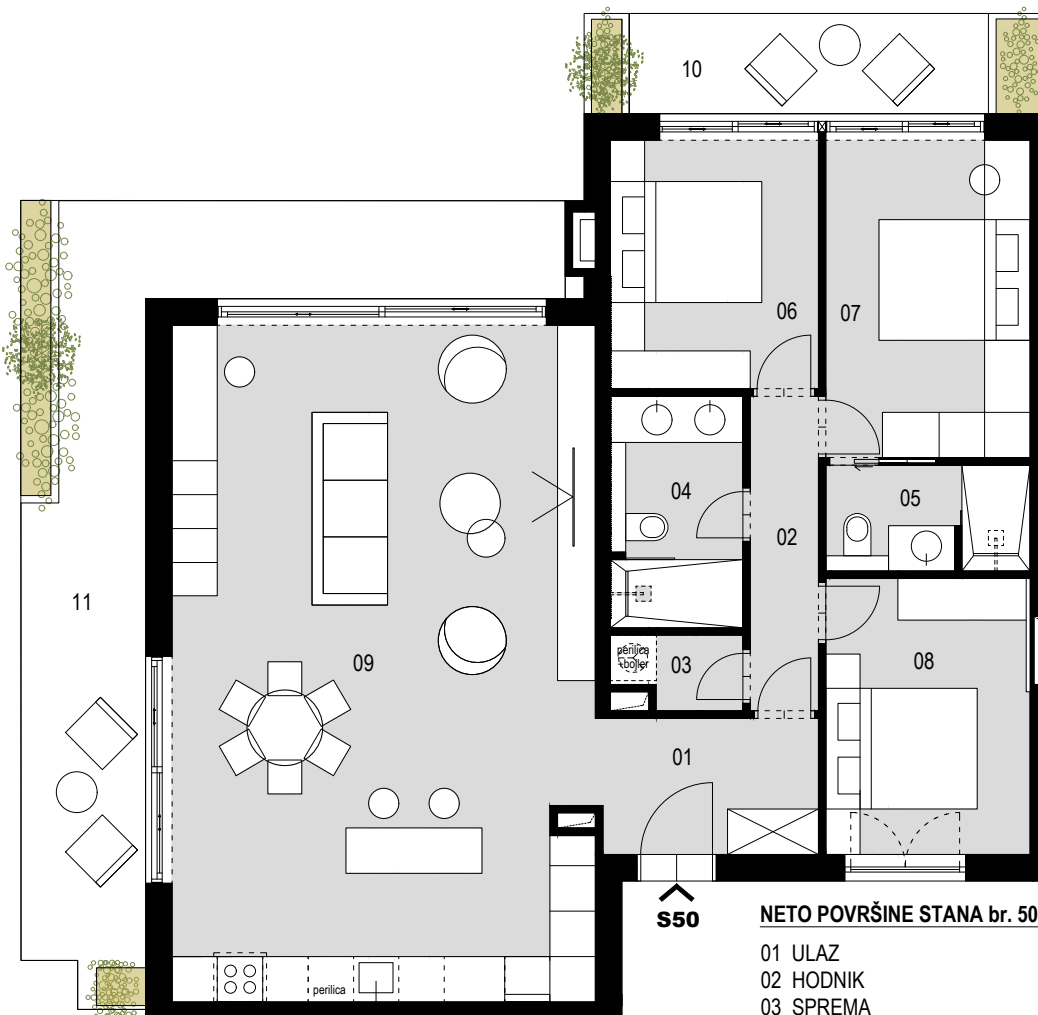 10
06
07
04
05
02
11
09
perilica
+bojler
03
08
01
S50
NETO POVRŠINE STANA br. 50
01 ULAZ
02 HODNIK
03 SPREMA
perilica